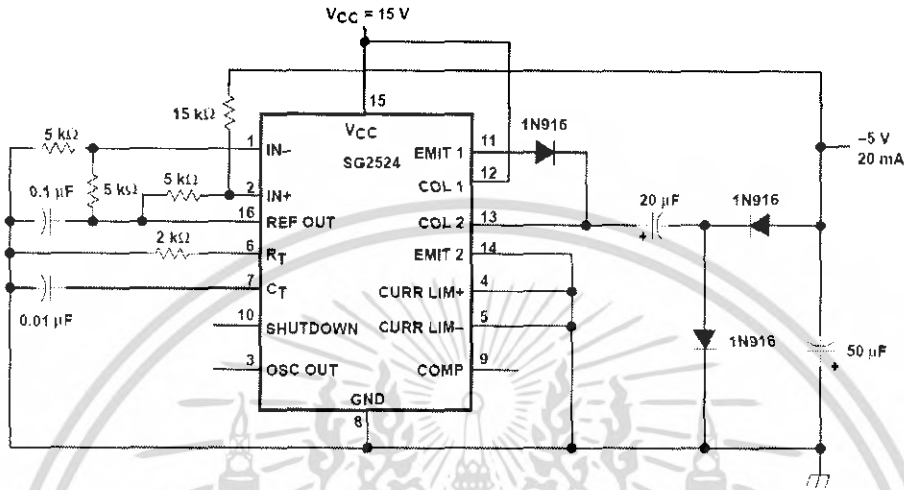 VCC = 15 V
15 kΩ
15
VCC
SG2524
5 kΩ
1
IN−
5 kΩ
0.1 µF
5 kΩ
2
IN+
16
REF OUT
2 kΩ
6
RT
7
CT
0.01 µF
10
SHUTDOWN
3
OSC OUT
GND
8
EMIT 1
11
COL 1
12
COL 2
13
EMIT 2
14
CURR LIM+
4
CURR LIM−
5
COMP
9
1N916
20 µF
+
1N916
−5 V
20 mA
1N916
50 µF
+